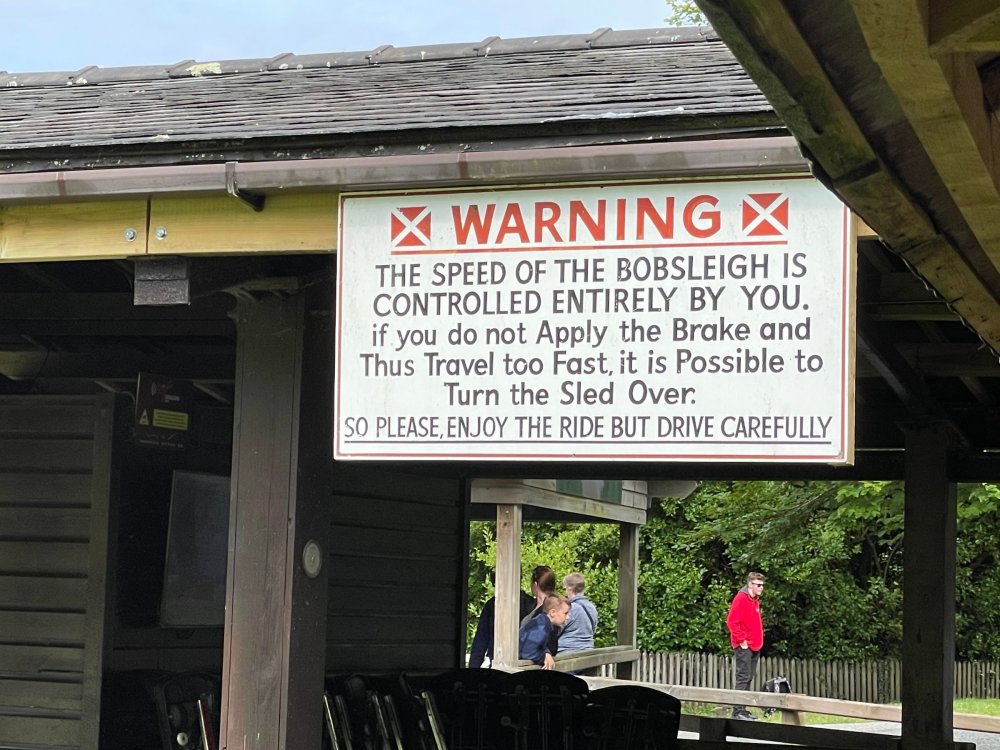 WARNING
THE SPEED OF THE BOBSLEIGH IS
CONTROLLED ENTIRELY BY YOU.
if you do not Apply the Brake and
Thus Travel too Fast, it is Possible to
Turn the Sled Over.
SO PLEASE, ENJOY THE RIDE BUT DRIVE CAREFULLY